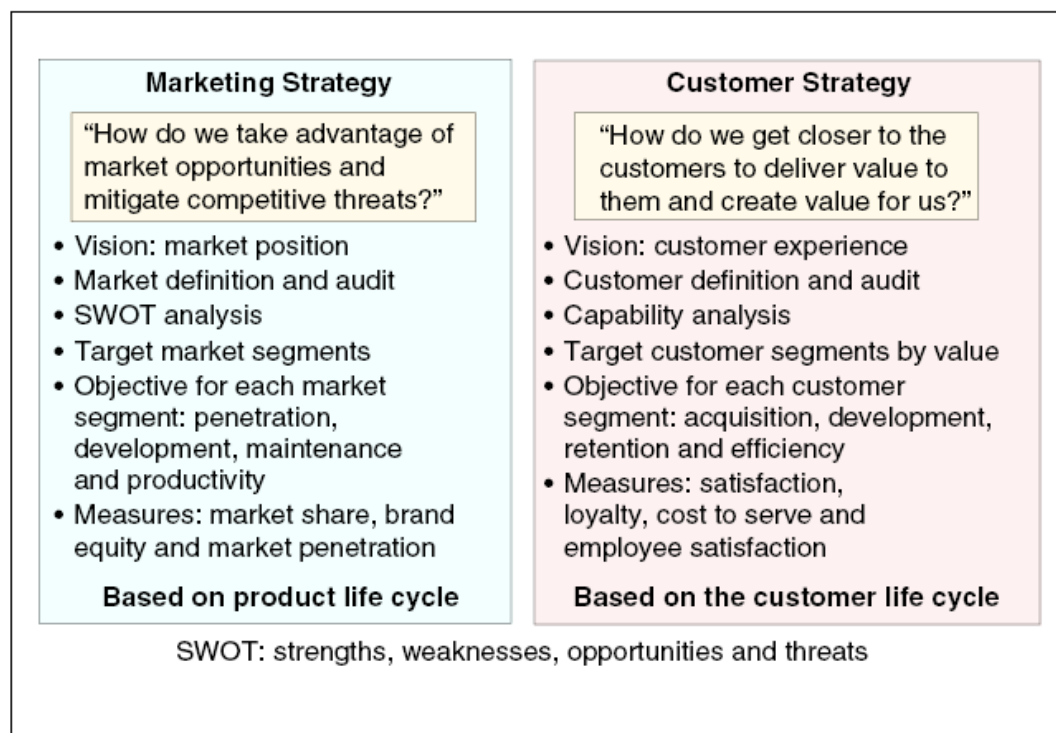 Marketing Strategy
“How do we take advantage of
market opportunities and
mitigate competitive threats?”
• Vision: market position
• Market definition and audit
• SWOT analysis
• Target market segments
• Objective for each market
segment: penetration,
development, maintenance
and productivity
• Measures: market share, brand
equity and market penetration
Based on product life cycle
Customer Strategy
“How do we get closer to the
customers to deliver value to
them and create value for us?”
• Vision: customer experience
• Customer definition and audit
• Capability analysis
• Target customer segments by value
• Objective for each customer
segment: acquisition, development,
retention and efficiency
• Measures: satisfaction,
loyalty, cost to serve and
employee satisfaction
Based on the customer life cycle
SWOT: strengths, weaknesses, opportunities and threats